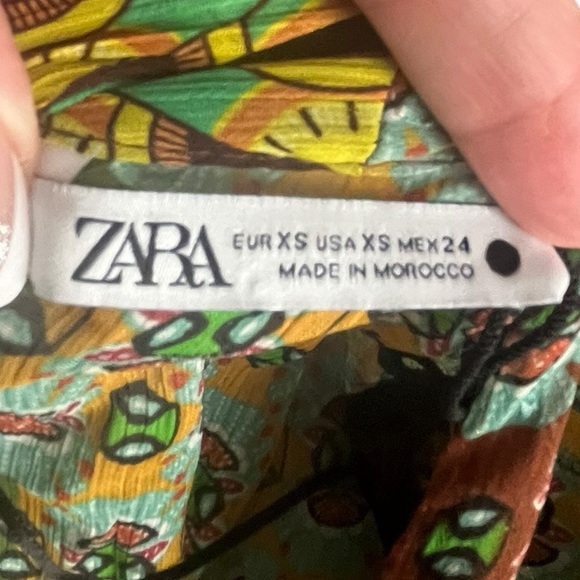 ZARA
EUR XS USA XS MEX 24
MADE IN MOROCCO